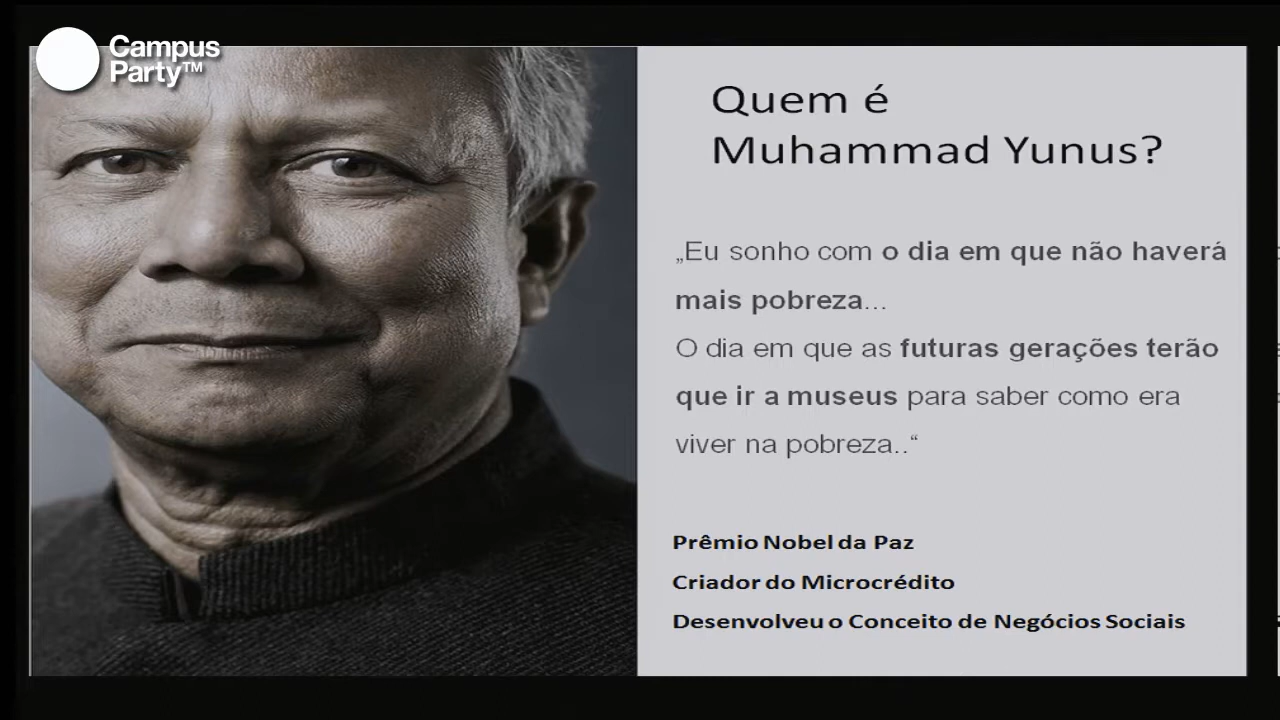 Campus
Party™
Quem é
Muhammad Yunus?
„Eu sonho com o dia em que não haverá
mais pobreza...
O dia em que as futuras gerações terão
que ir a museus para saber como era
viver na pobreza..“
Prêmio Nobel da Paz
Criador do Microcrédito
Desenvolveu o Conceito de Negócios Sociais